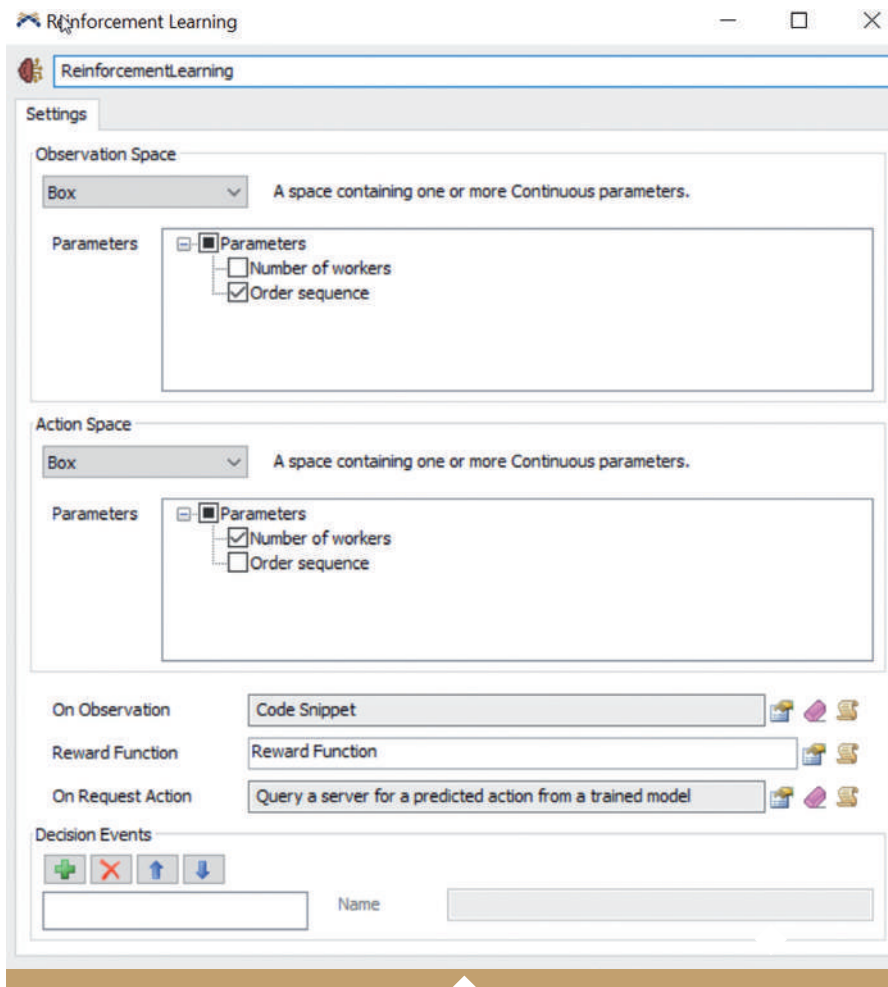 Reinforcement Learning
ReinforcementLearning
Settings
Observation Space
Box A space containing one or more Continuous parameters.
Parameters Parameters
Number of workers
Order sequence
Action Space
Box A space containing one or more Continuous parameters.
Parameters Parameters
Number of workers
Order sequence
On Observation Code Snippet
Reward Function Reward Function
On Request Action Query a server for a predicted action from a trained model
Decision Events
Name